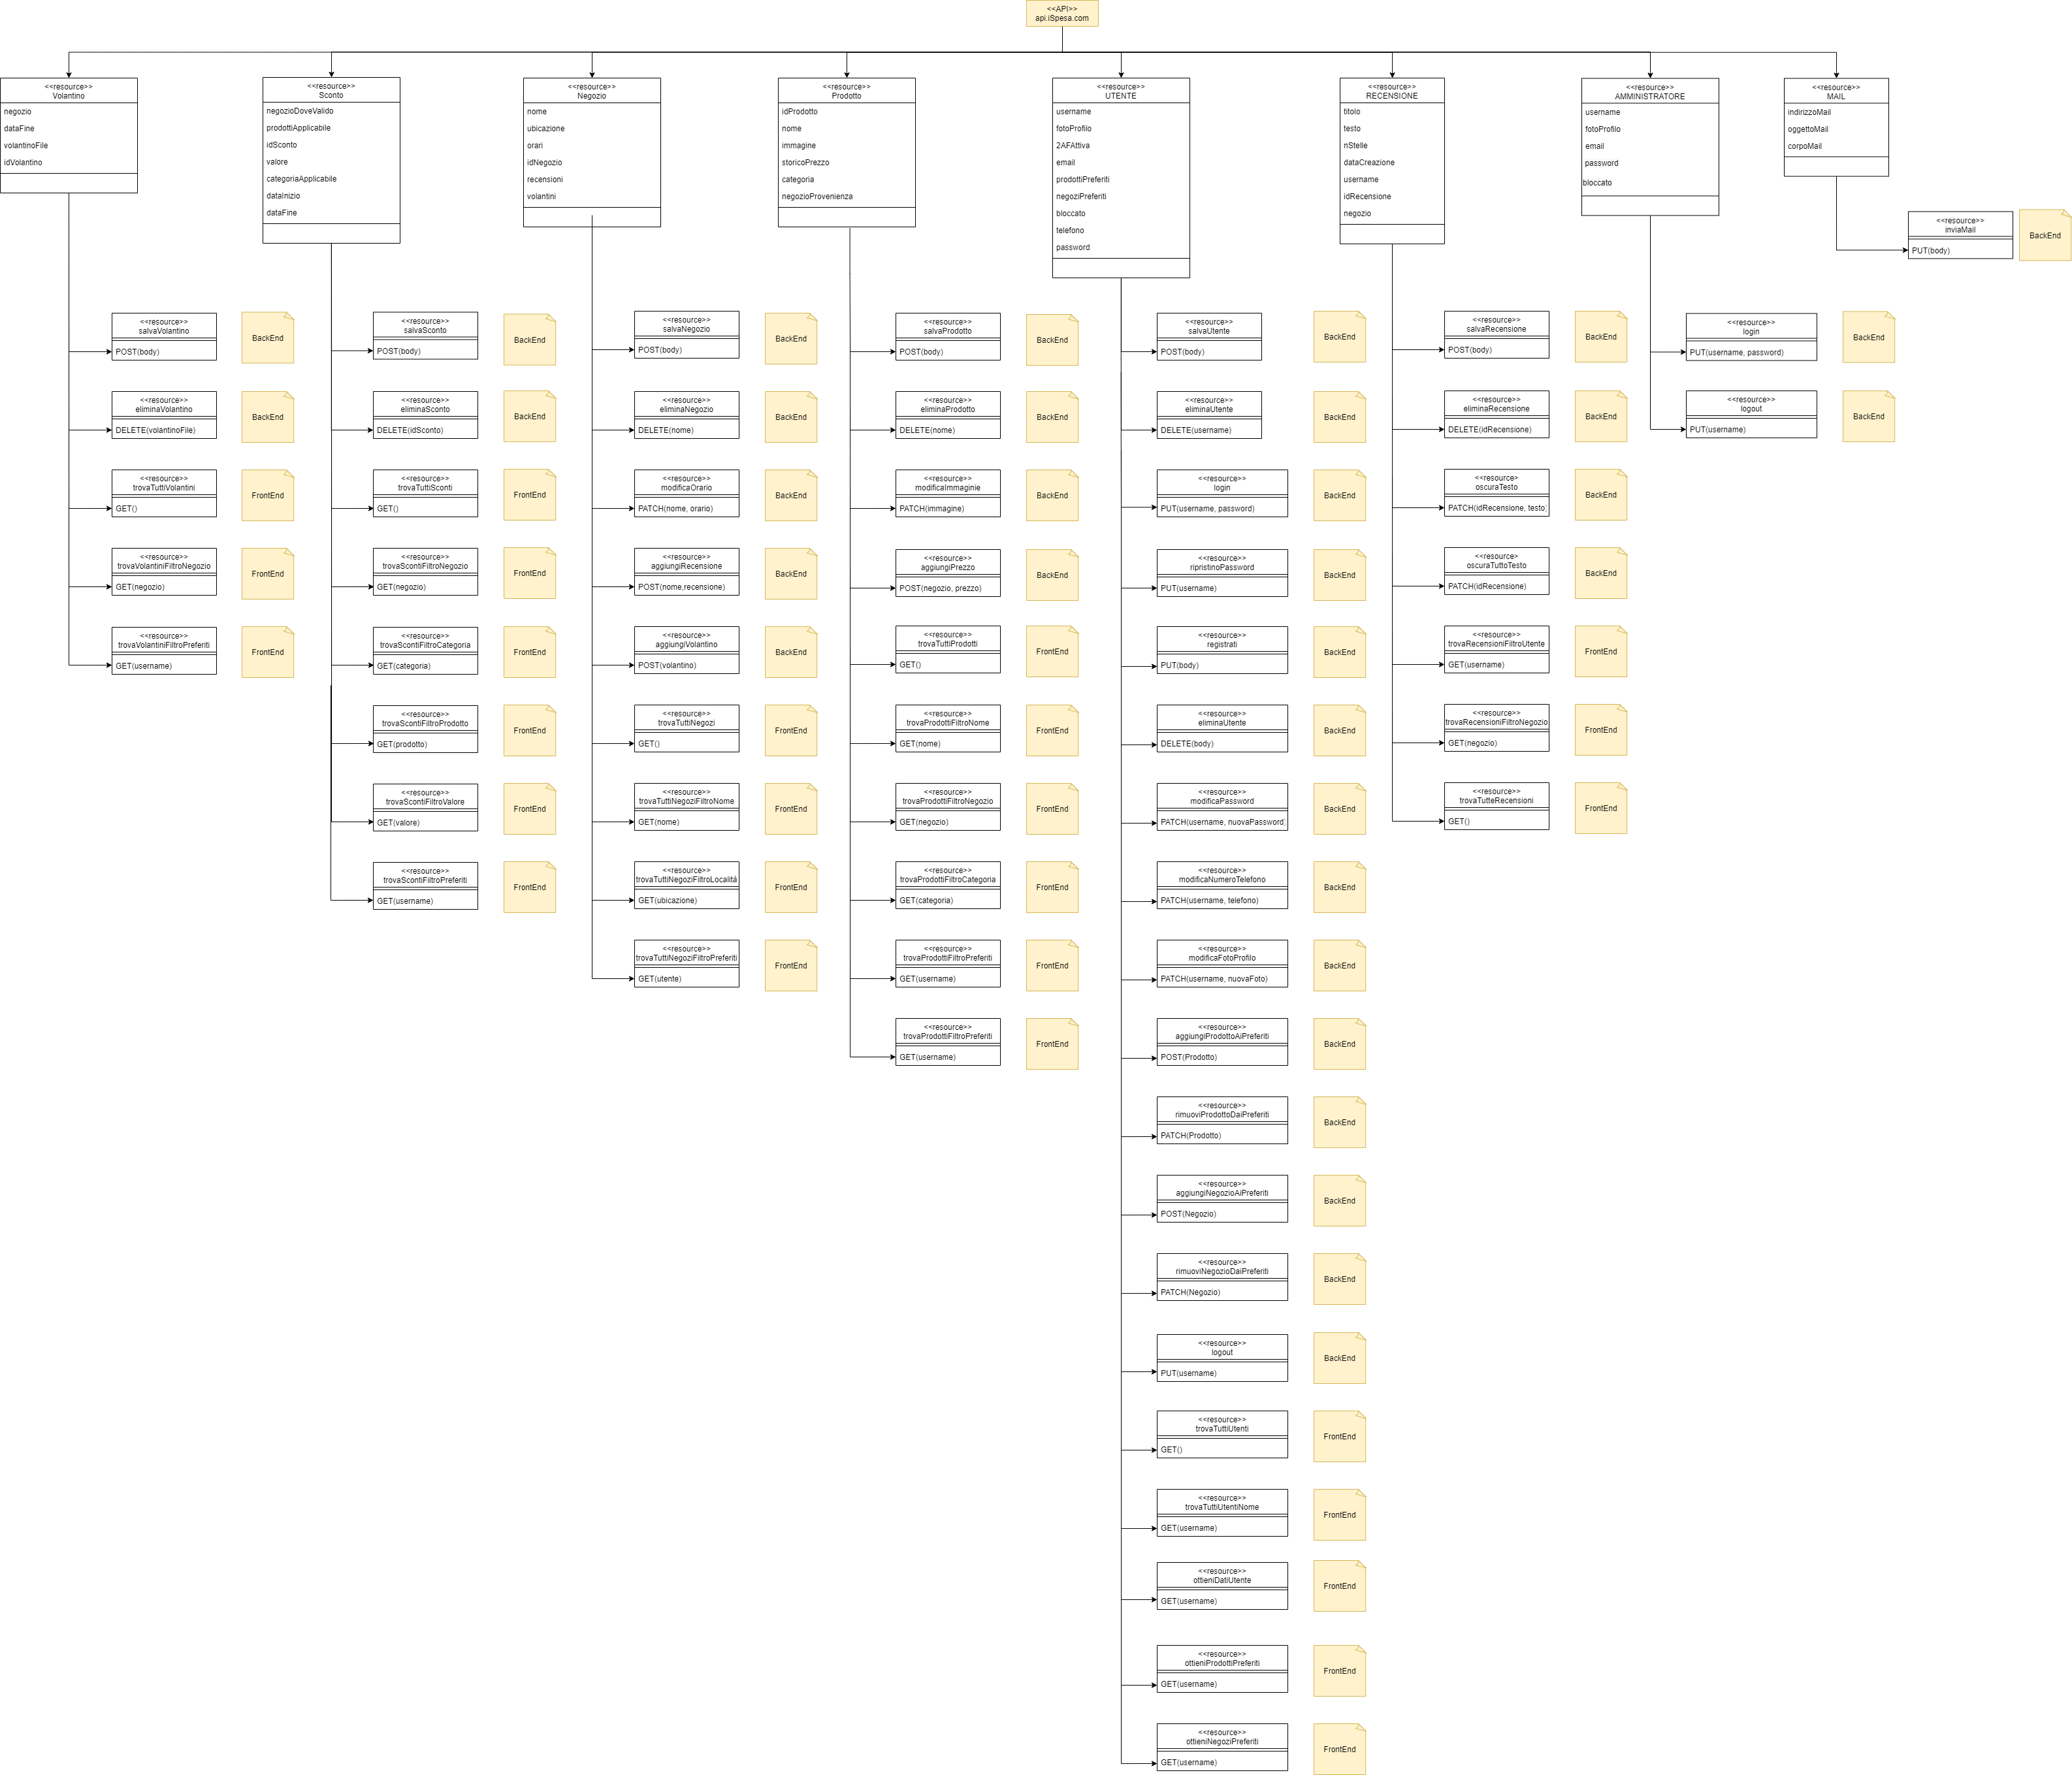 <<API>>
api.iSpesa.com
<<resource>>
Volantino
negozio
dataFine
volantinoFile
idVolantino
<<resource>>
salvaVolantino
POST(body)
BackEnd
<<resource>>
eliminaVolantino
DELETE(volantinoFile)
BackEnd
<<resource>>
trovaTuttiVolantini
GET()
FrontEnd
<<resource>>
trovaVolantiniFiltroNegozio
GET(negozio)
FrontEnd
<<resource>>
trovaVolantiniFiltroPreferiti
GET(username)
FrontEnd
<<resource>>
Sconto
negozioDoveValido
prodottiApplicabile
idSconto
valore
categoriaApplicabile
dataInizio
dataFine
<<resource>>
salvaSconto
POST(body)
BackEnd
<<resource>>
eliminaSconto
DELETE(idSconto)
BackEnd
<<resource>>
trovaTuttiSconti
GET()
FrontEnd
<<resource>>
trovaScontiFiltroNegozio
GET(negozio)
FrontEnd
<<resource>>
trovaScontiFiltroCategoria
GET(categoria)
FrontEnd
<<resource>>
trovaScontiFiltroProdotto
GET(prodotto)
FrontEnd
<<resource>>
trovaScontiFiltroValore
GET(valore)
FrontEnd
<<resource>>
trovaScontiFiltroPreferiti
GET(username)
FrontEnd
<<resource>>
Negozio
nome
ubicazione
orari
idNegozio
recensioni
volantini
<<resource>>
salvaNegozio
POST(body)
BackEnd
<<resource>>
eliminaNegozio
DELETE(nome)
BackEnd
<<resource>>
modificaOrario
PATCH(nome, orario)
BackEnd
<<resource>>
aggiungiRecensione
POST(nome,recensione)
BackEnd
<<resource>>
aggiungiVolantino
POST(volantino)
BackEnd
<<resource>>
trovaTuttiNegozi
GET()
FrontEnd
<<resource>>
trovaTuttiNegoziFiltroNome
GET(nome)
FrontEnd
<<resource>>
trovaTuttiNegoziFiltroLocalità
GET(ubicazione)
FrontEnd
<<resource>>
trovaTuttiNegoziFiltroPreferiti
GET(utente)
FrontEnd
<<resource>>
Prodotto
idProdotto
nome
immagine
storicoPrezzo
categoria
negozioProvenienza
<<resource>>
salvaProdotto
POST(body)
BackEnd
<<resource>>
eliminaProdotto
DELETE(nome)
BackEnd
<<resource>>
modificaImmaginie
PATCH(immagine)
BackEnd
<<resource>>
aggiungiPrezzo
POST(negozio, prezzo)
BackEnd
<<resource>>
trovaTuttiProdotti
GET()
FrontEnd
<<resource>>
trovaProdottiFiltroNome
GET(nome)
FrontEnd
<<resource>>
trovaProdottiFiltroNegozio
GET(negozio)
FrontEnd
<<resource>>
trovaProdottiFiltroCategoria
GET(categoria)
FrontEnd
<<resource>>
trovaProdottiFiltroPreferiti
GET(username)
FrontEnd
<<resource>>
trovaProdottiFiltroPreferiti
GET(username)
FrontEnd
<<resource>>
UTENTE
username
fotoProfilo
2AFAttiva
email
prodottiPreferiti
negoziPreferiti
bloccato
telefono
password
<<resource>>
salvaUtente
POST(body)
BackEnd
<<resource>>
eliminaUtente
DELETE(username)
BackEnd
<<resource>>
login
PUT(username, password)
BackEnd
<<resource>>
ripristinoPassword
PUT(username)
BackEnd
<<resource>>
registrati
PUT(body)
BackEnd
<<resource>>
eliminaUtente
DELETE(body)
BackEnd
<<resource>>
modificaPassword
PATCH(username, nuovaPassword)
BackEnd
<<resource>>
modificaNumeroTelefono
PATCH(username, telefono)
BackEnd
<<resource>>
modificaFotoProfilo
PATCH(username, nuovaFoto)
BackEnd
<<resource>>
aggiungiProdottoAiPreferiti
POST(Prodotto)
BackEnd
<<resource>>
rimuoviProdottoDaiPreferiti
PATCH(Prodotto)
BackEnd
<<resource>>
aggiungiNegozioAiPreferiti
POST(Negozio)
BackEnd
<<resource>>
rimuoviNegozioDaiPreferiti
PATCH(Negozio)
BackEnd
<<resource>>
logout
PUT(username)
BackEnd
<<resource>>
trovaTuttiUtenti
GET()
FrontEnd
<<resource>>
trovaTuttiUtentiNome
GET(username)
FrontEnd
<<resource>>
ottieniDatiUtente
GET(username)
FrontEnd
<<resource>>
ottieniProdottiPreferiti
GET(username)
FrontEnd
<<resource>>
ottieniNegoziPreferiti
GET(username)
FrontEnd
<<resource>>
RECENSIONE
titolo
testo
nStelle
dataCreazione
username
idRecensione
negozio
<<resource>>
salvaRecensione
POST(body)
BackEnd
<<resource>>
eliminaRecensione
DELETE(idRecensione)
BackEnd
<<resource>
oscuraTesto
PATCH(idRecensione, testo)
BackEnd
<<resource>
oscuraTuttoTesto
PATCH(idRecensione)
BackEnd
<<resource>>
trovaRecensioniFiltroUtente
GET(username)
FrontEnd
<<resource>>
trovaRecensioniFiltroNegozio
GET(negozio)
FrontEnd
<<resource>>
trovaTutteRecensioni
GET()
FrontEnd
<<resource>>
AMMINISTRATORE
username
fotoProfilo
email
password
bloccato
<<resource>>
login
PUT(username, password)
BackEnd
<<resource>>
logout
PUT(username)
BackEnd
<<resource>>
MAIL
indirizzoMail
oggettoMail
corpoMail
<<resource>>
inviaMail
PUT(body)
BackEnd